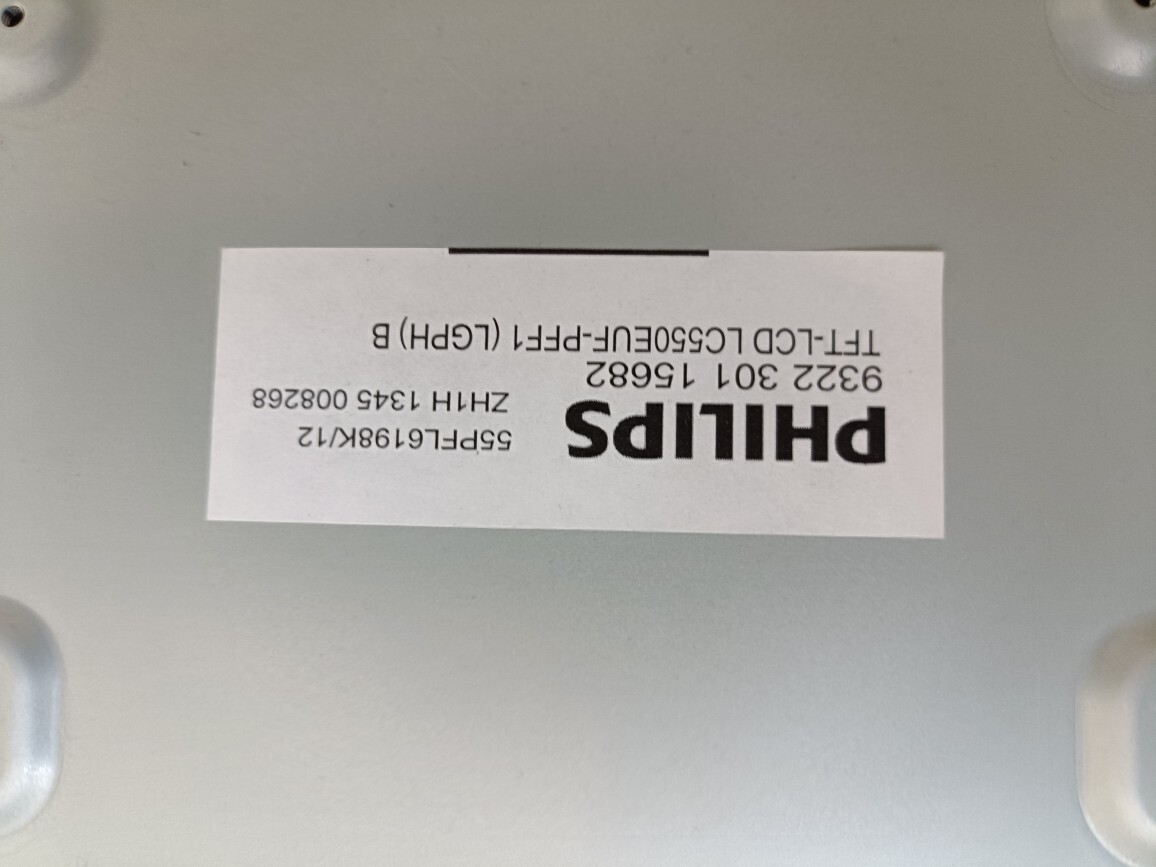 PHILIPS
55PFL6198K/12
ZH1H 1345 008268
9322 301 15682
TFT-LCD LC550EUF-PFF1 (LGPH) B